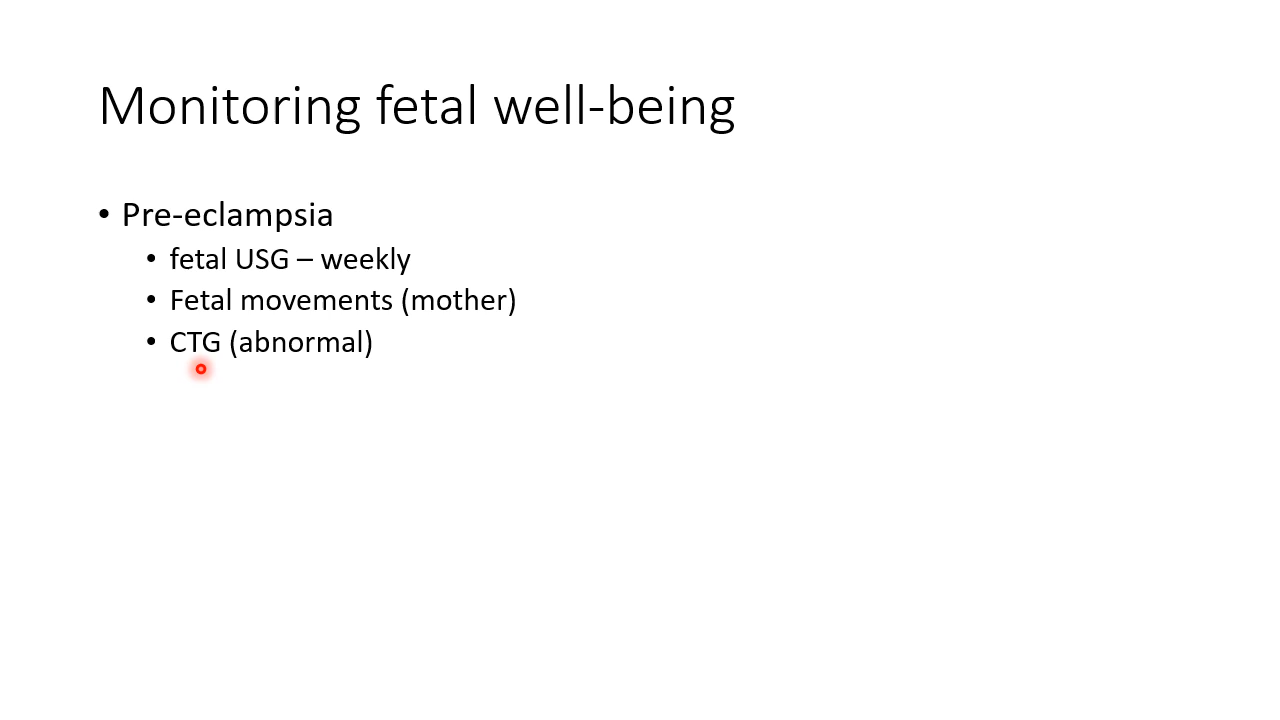 Monitoring fetal well-being
• Pre-eclampsia
• fetal USG – weekly
• Fetal movements (mother)
• CTG (abnormal)